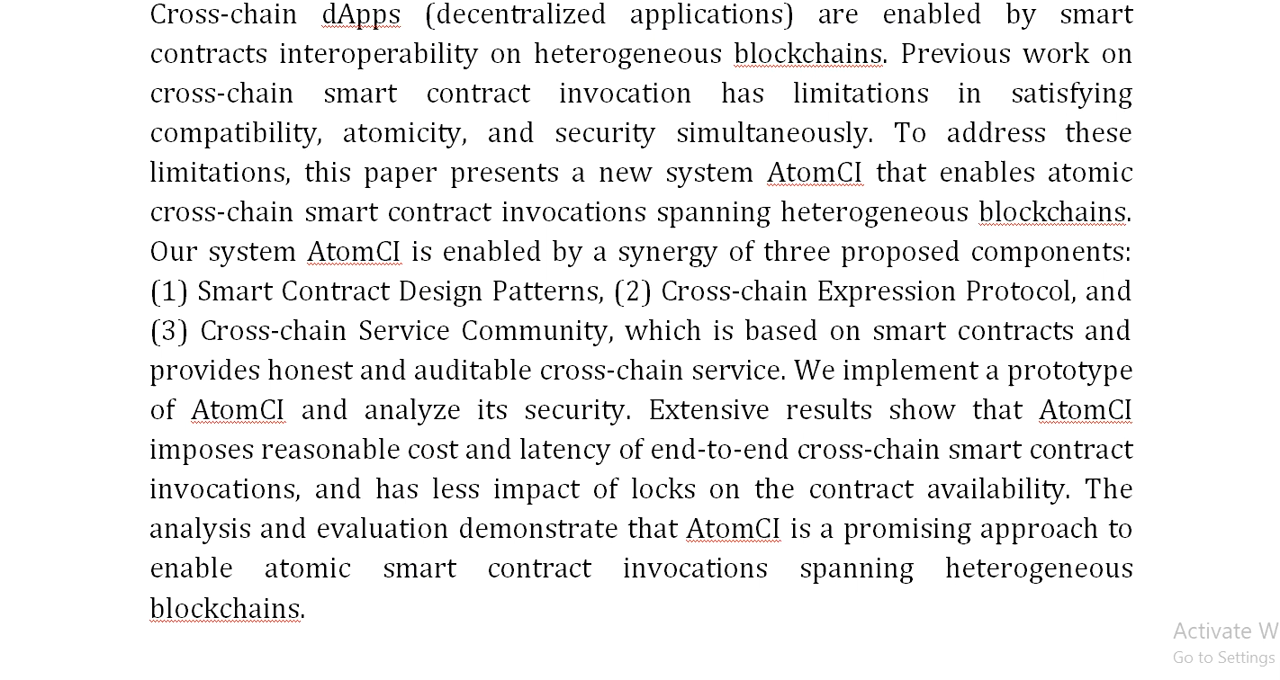 Cross-chain dApps (decentralized applications) are enabled by smart
contracts interoperability on heterogeneous blockchains. Previous work on
cross-chain smart contract invocation has limitations in satisfying
compatibility, atomicity, and security simultaneously. To address these
limitations, this paper presents a new system AtomCI that enables atomic
cross-chain smart contract invocations spanning heterogeneous blockchains.
Our system AtomCI is enabled by a synergy of three proposed components:
(1) Smart Contract Design Patterns, (2) Cross-chain Expression Protocol, and
(3) Cross-chain Service Community, which is based on smart contracts and
provides honest and auditable cross-chain service. We implement a prototype
of AtomCI and analyze its security. Extensive results show that AtomCI
imposes reasonable cost and latency of end-to-end cross-chain smart contract
invocations, and has less impact of locks on the contract availability. The
analysis and evaluation demonstrate that AtomCI is a promising approach to
enable atomic smart contract invocations spanning heterogeneous
blockchains.
Activate W
Go to Settings